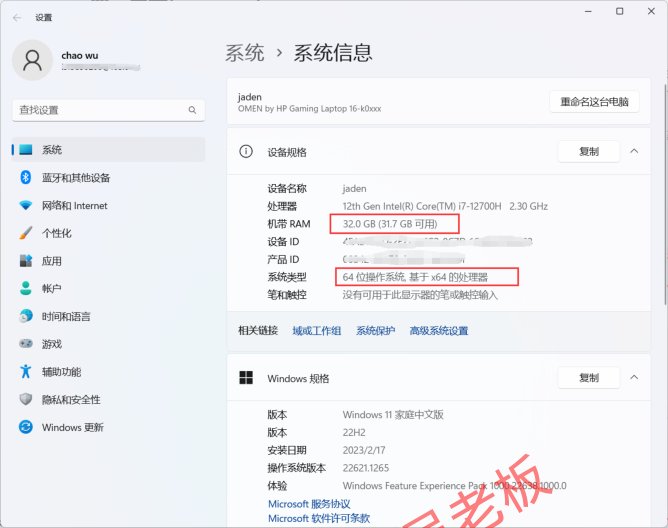 设置
chao wu
查找设置
系统
蓝牙和其他设备
网络和 Internet
个性化
应用
帐户
时间和语言
游戏
辅助功能
隐私和安全性
Windows 更新
系统 › 系统信息
jaden
OMEN by HP Gaming Laptop 16-k0xxx
重命名这台电脑
设备规格
复制
设备名称 jaden
处理器 12th Gen Intel(R) Core(TM) i7-12700H 2.30 GHz
机带 RAM 32.0 GB (31.7 GB 可用)
设备 ID
产品 ID
系统类型 64 位操作系统, 基于 x64 的处理器
笔和触控 没有可用于此显示器的笔或触控输入
相关链接 域或工作组 系统保护 高级系统设置
Windows 规格
复制
版本 Windows 11 家庭中文版
版本 22H2
安装日期 2023/2/17
操作系统版本 22621.1265
体验 Windows Feature Experience Pack 1000.22638.1000.0
Microsoft 服务协议
Microsoft 软件许可条款
老板